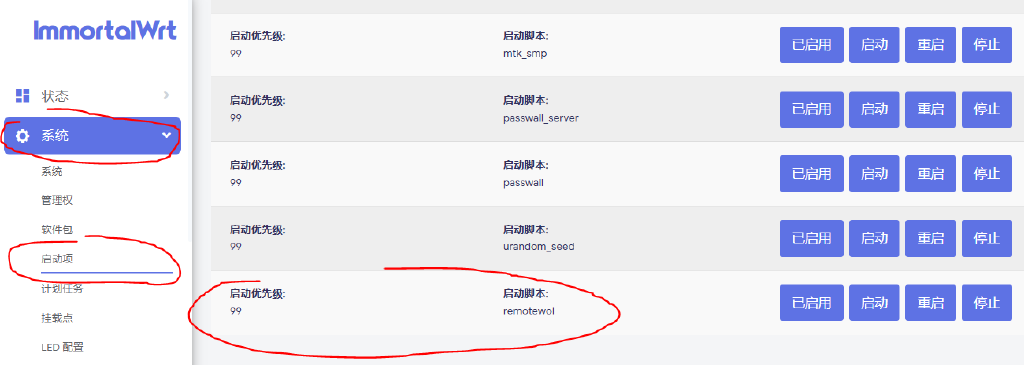 ImmortalWrt
状态
系统
系统
管理权
软件包
启动项
计划任务
挂载点
LED 配置
启动优先级: 启动脚本:
99 mtk_smp 已启用 启动 重启 停止
启动优先级: 启动脚本:
99 passwall_server 已启用 启动 重启 停止
启动优先级: 启动脚本:
99 passwall 已启用 启动 重启 停止
启动优先级: 启动脚本:
99 urandom_seed 已启用 启动 重启 停止
启动优先级: 启动脚本:
99 remotewol 已启用 启动 重启 停止